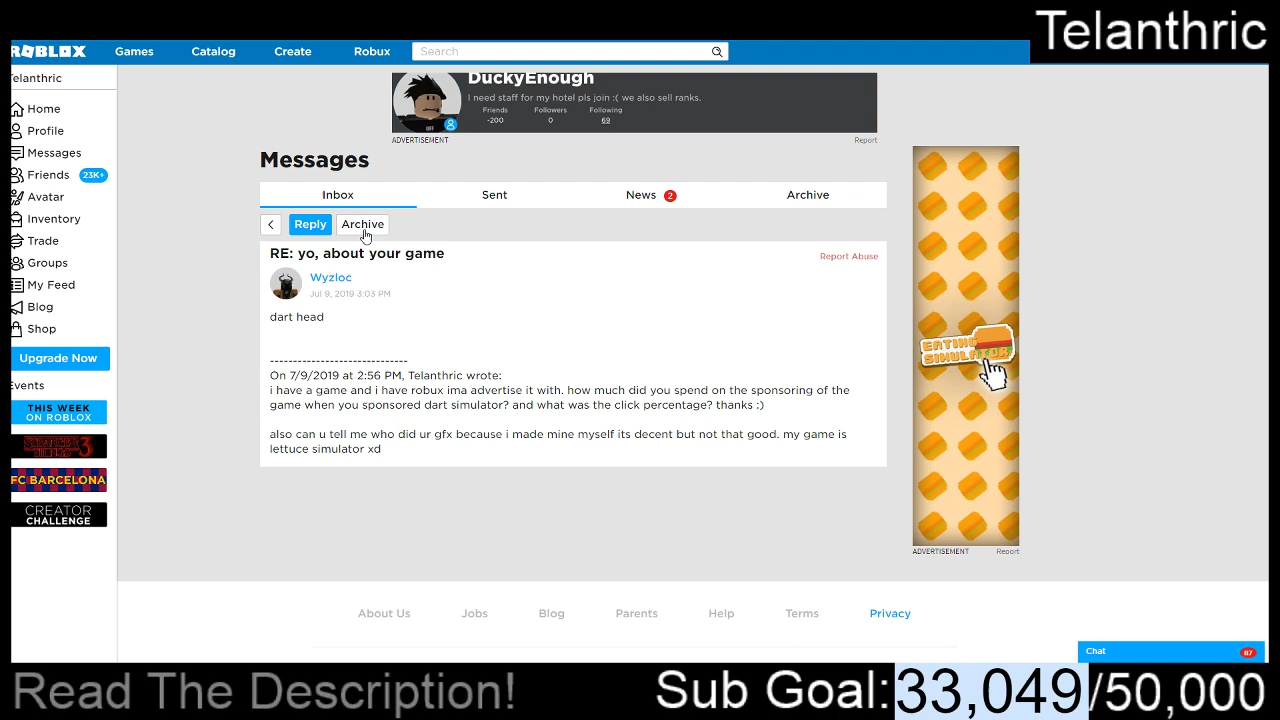 Telanthric
ROBLOX Games Catalog Create Robux Search
Telanthric
Home
Profile
Messages
Friends 23K+
Avatar
Inventory
Trade
Groups
My Feed
Blog
Shop
Upgrade Now
Events
THIS WEEK
ON ROBLOX
STRANGER
THINGS 3
FC BARCELONA
CREATOR
CHALLENGE
DuckyEnough
I need staff for my hotel pls join :( we also sell ranks.
Friends Followers Following
-200 0 69
OFF
ADVERTISEMENT Report
Messages
Inbox Sent News 2 Archive
< Reply Archive
RE: yo, about your game
Report Abuse
Wyzloc
Jul 9, 2019 3:03 PM
dart head
------------------------------
On 7/9/2019 at 2:56 PM, Telanthric wrote:
i have a game and i have robux ima advertise it with. how much did you spend on the sponsoring of the
game when you sponsored dart simulator? and what was the click percentage? thanks :)
also can u tell me who did ur gfx because i made mine myself its decent but not that good, my game is
lettuce simulator xd
EATING
SIMULATOR
ADVERTISEMENT Report
About Us Jobs Blog Parents Help Terms Privacy
Chat 87
Read The Description!
Sub Goal:33,049/50,000